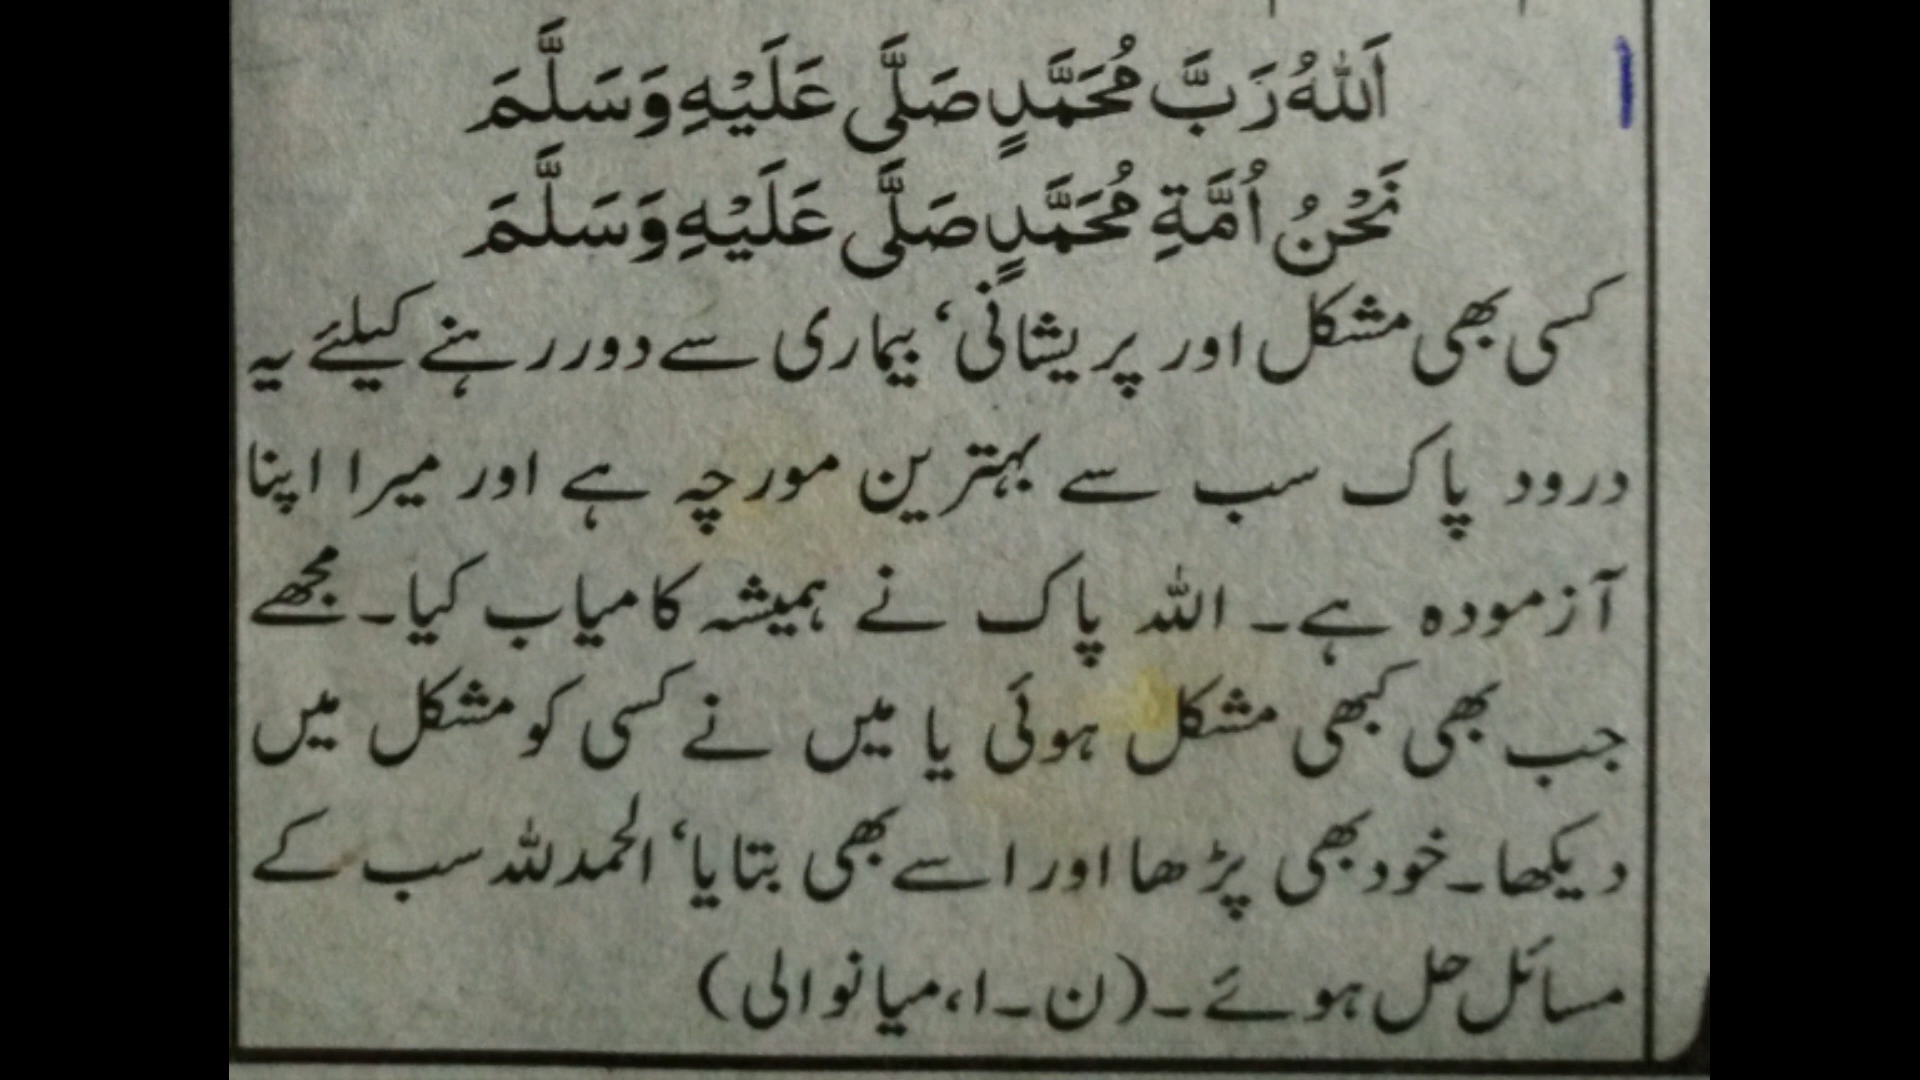 اَللّٰهُ رَبَّ مُحَمَّدٍ صَلَّى عَلَيْهِ وَسَلَّمَ
نَحْنُ اُمَّةِ مُحَمَّدٍ صَلَّى عَلَيْهِ وَسَلَّمَ
کسی بھی مشکل اور پریشانی‘ بیماری سے دور رہنے کیلئے یہ
درود پاک سب سے بہترین مورچہ ہے اور میرا اپنا
آزمودہ ہے۔ اللہ پاک نے ہمیشہ کامیاب کیا۔ مجھے
جب بھی کبھی مشکل ہوئی یا میں نے کسی کو مشکل میں
دیکھا۔ خود بھی پڑھا اور اسے بھی بتایا‘ الحمدللہ سب کے
مسائل حل ہوئے۔ (ن۔ا، میانوالی)